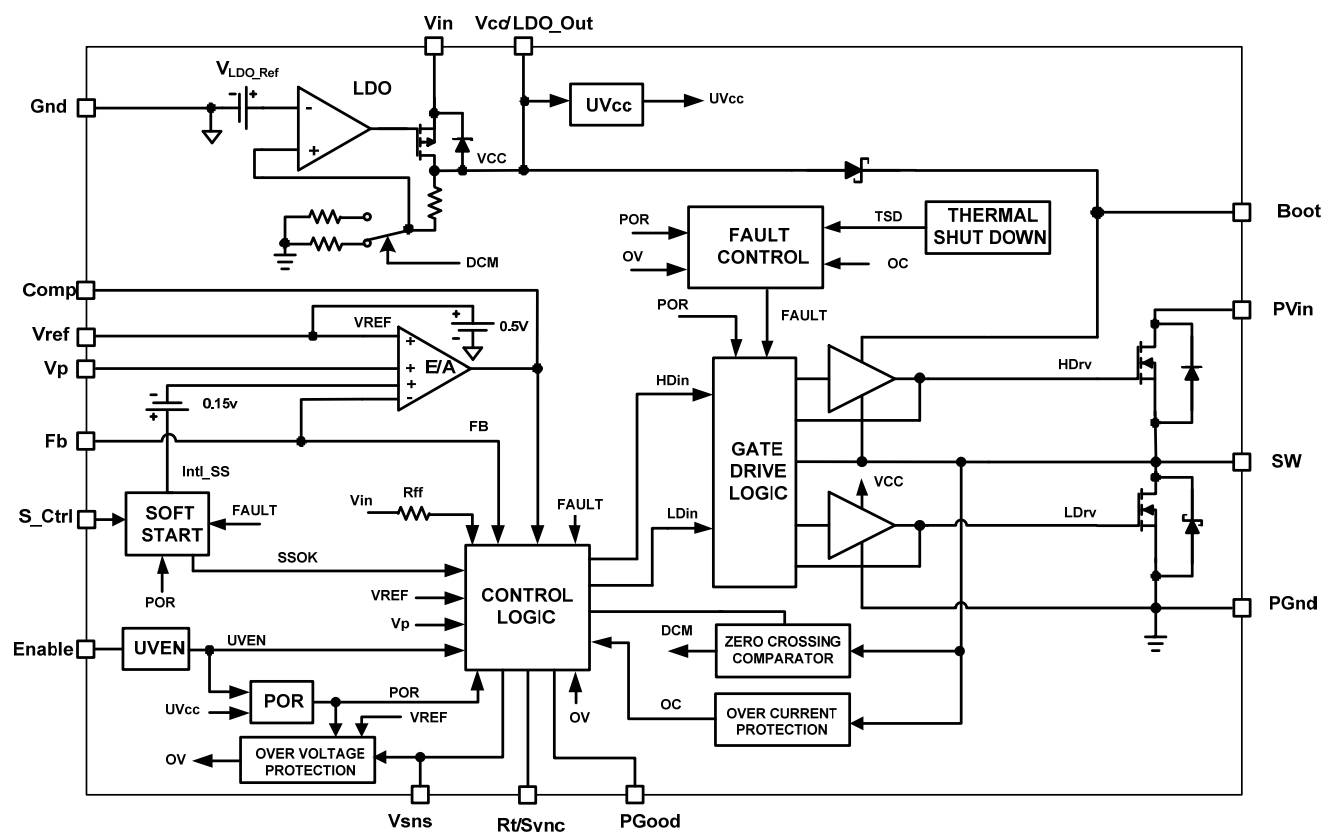 Vin
Vcc/LDO_Out
VLDO_Ref
- +
LDO
Gnd
-
+
UVcc
UVcc
VCC
Boot
POR
OV
FAULT
CONTROL
TSD
THERMAL
SHUT DOWN
OC
DCM
Comp
Vref
VREF
+
-
0.5V
POR
FAULT
PVin
Vp
+
+
+
-
E/A
-
+
0.15v
HDin
HDrv
Fb
FB
GATE
DRIVE
LOGIC
SW
Intl_SS
Vin
Rff
FAULT
VCC
S_Ctrl
SOFT
START
FAULT
LDin
LDrv
SSOK
POR
VREF
Vp
CONTROL
LOGIC
PGnd
Enable
UVEN
UVEN
DCM
ZERO CROSSING
COMPARATOR
UVcc
POR
POR
VREF
OV
OC
OVER CURRENT
PROTECTION
OV
OVER VOLTAGE
PROTECTION
Vsns
Rt/Sync
PGood